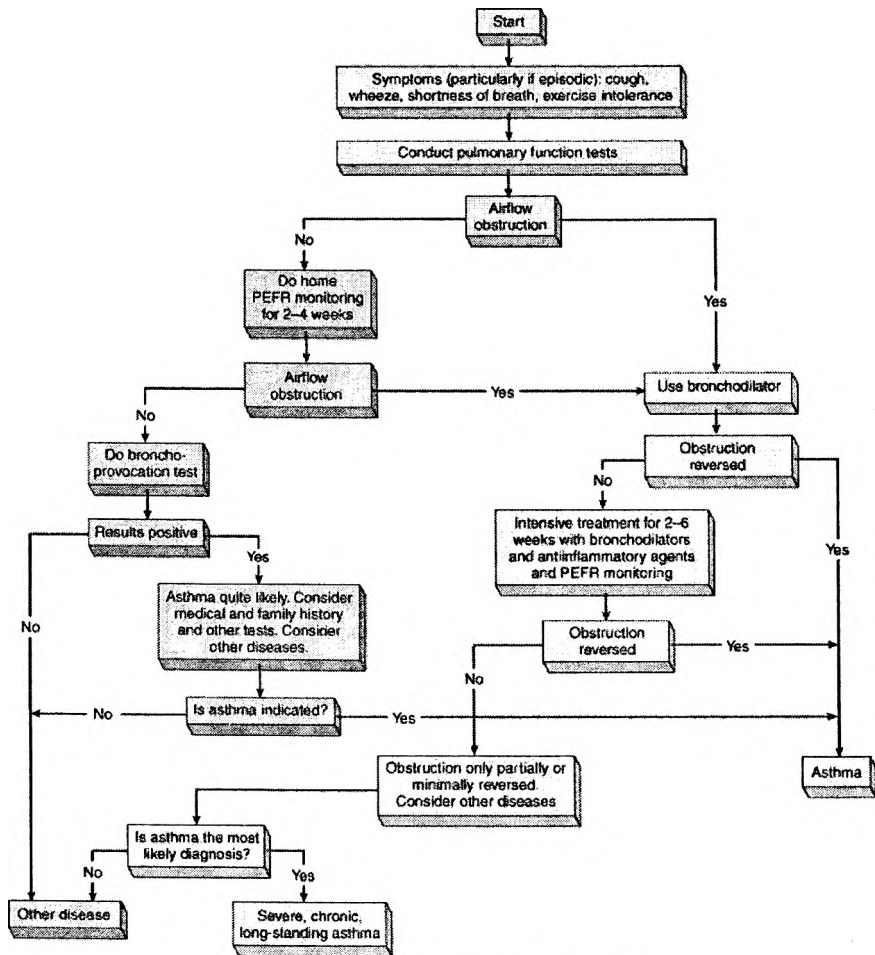 Start
Symptoms (particularly if episodic): cough,
wheeze, shortness of breath, exercise intolerance
Conduct pulmonary function tests
Airflow
obstruction
No
Yes
Do home
PEFR monitoring
for 2–4 weeks
Airflow
obstruction
Yes
Use bronchodilator
No
Do broncho-
provocation test
Obstruction
reversed
No
Yes
Results positive
Yes
No
Intensive treatment for 2–6
weeks with bronchodilators
and antiinflammatory agents
and PEFR monitoring
Asthma quite likely. Consider
medical and family history
and other tests. Consider
other diseases.
Obstruction
reversed
Yes
No
Is asthma indicated?
No
Yes
Obstruction only partially or
minimally reversed.
Consider other diseases
Asthma
Is asthma the most
likely diagnosis?
No
Yes
Other disease
Severe, chronic,
long-standing asthma